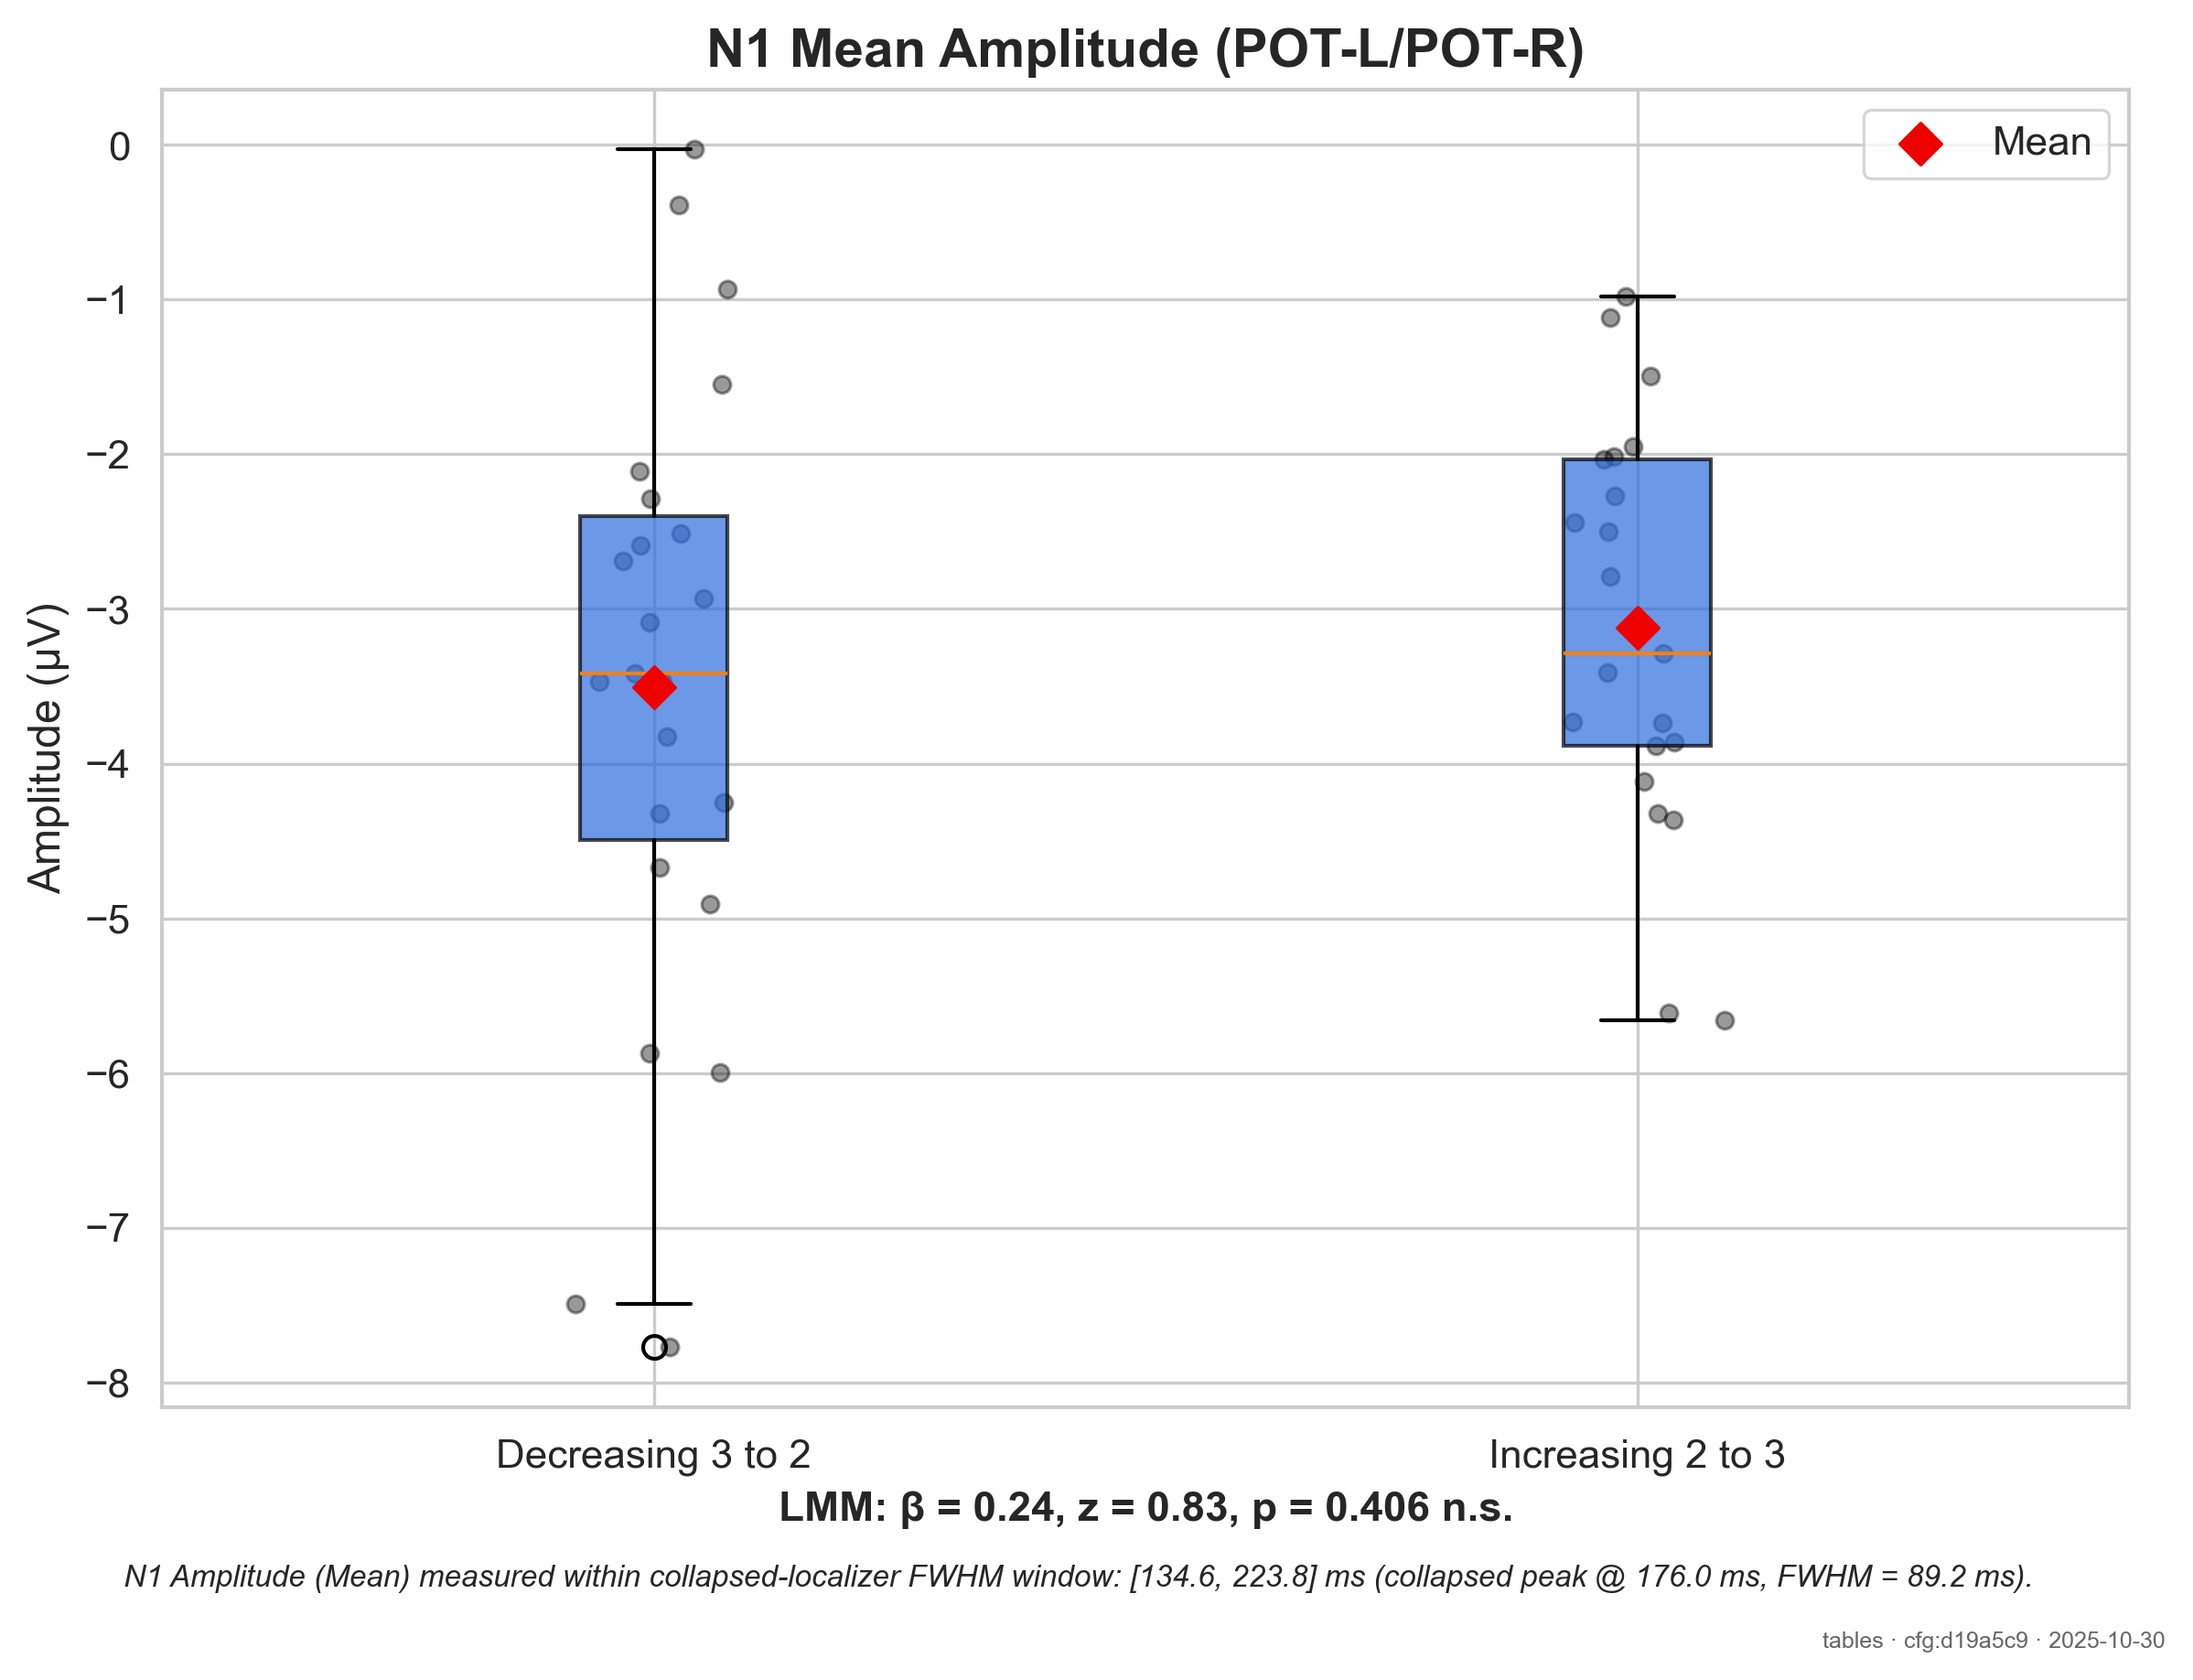 N1 Mean Amplitude (POT-L/POT-R)
Mean
0
−1
−2
−3
−4
−5
−6
−7
−8
Amplitude (µV)
Decreasing 3 to 2
Increasing 2 to 3
LMM: β = 0.24, z = 0.83, p = 0.406 n.s.
N1 Amplitude (Mean) measured within collapsed-localizer FWHM window: [134.6, 223.8] ms (collapsed peak @ 176.0 ms, FWHM = 89.2 ms).
tables · cfg:d19a5c9 · 2025-10-30